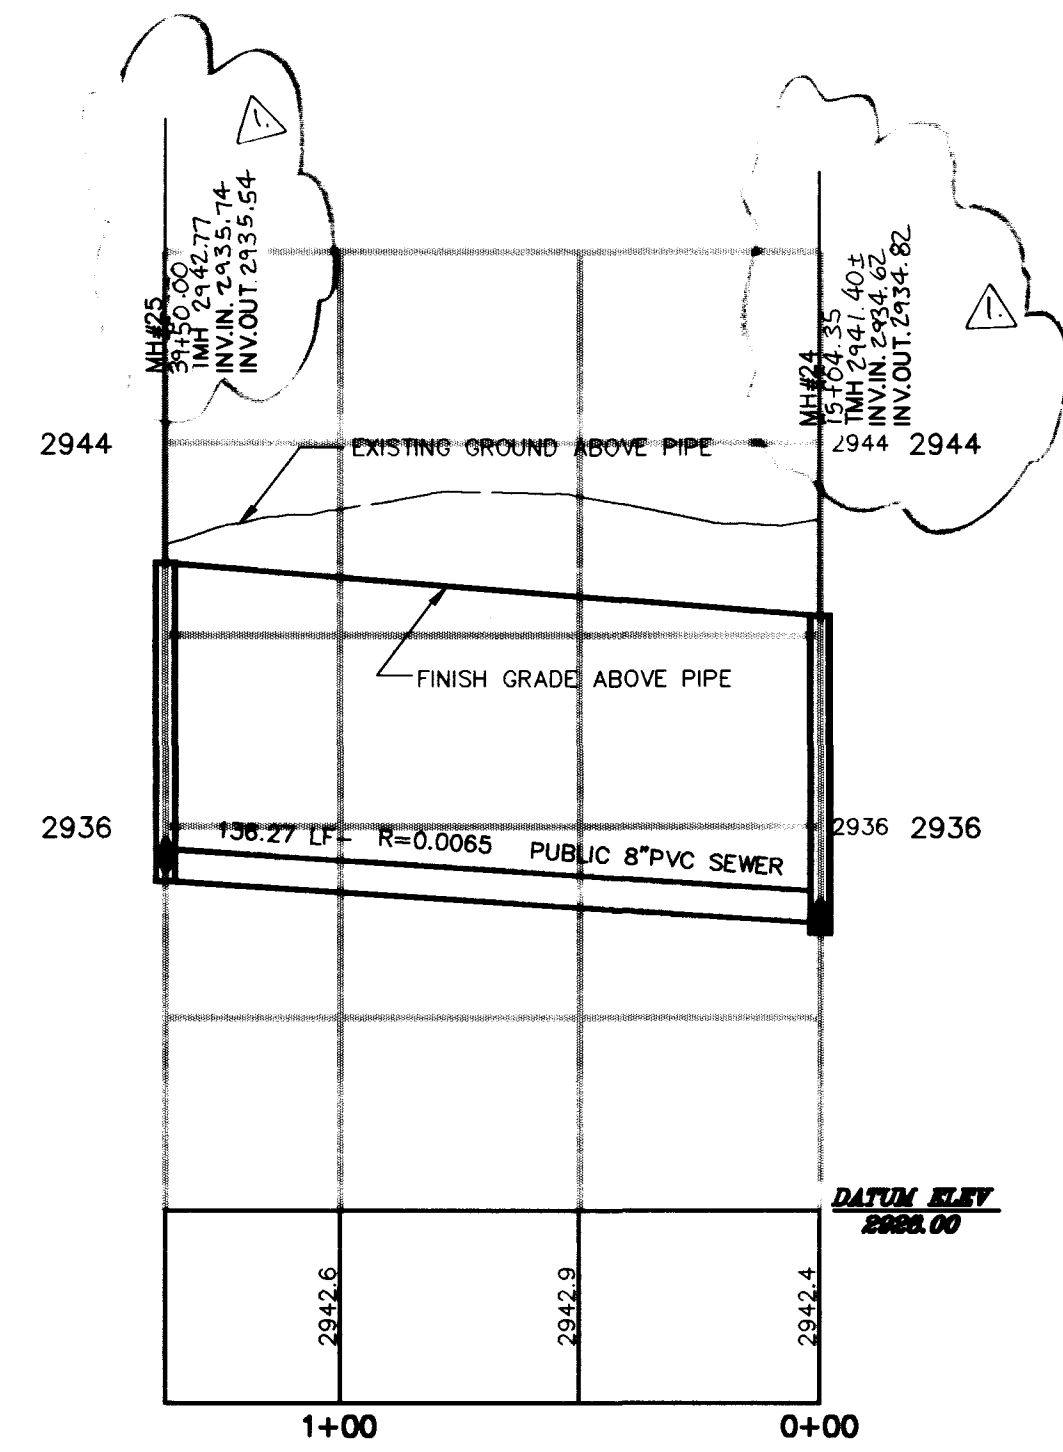 1.
MH#25
39+50.00
TMH 2942.77
INV.IN. 2935.74
INV.OUT. 2935.54
1.
MH#24
15+04.35
TMH 2941.40±
INV.IN. 2934.62
INV.OUT. 2934.82
2944
EXISTING GROUND ABOVE PIPE
2944 2944
FINISH GRADE ABOVE PIPE
2936
136.27 LF- R=0.0065 PUBLIC 8"PVC SEWER
2936 2936
DATUM ELEV
2942.6
2942.9
2942.4
1+00
0+00